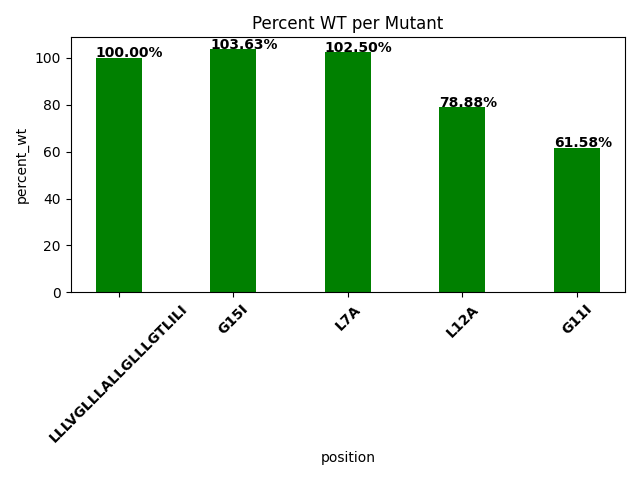 Percent WT per Mutant
percent_wt
100
80
60
40
20
0
100.00%
103.63%
102.50%
78.88%
61.58%
LLLVGLLLALLGLLLGTLILI
G15I
L7A
L12A
G11I
position